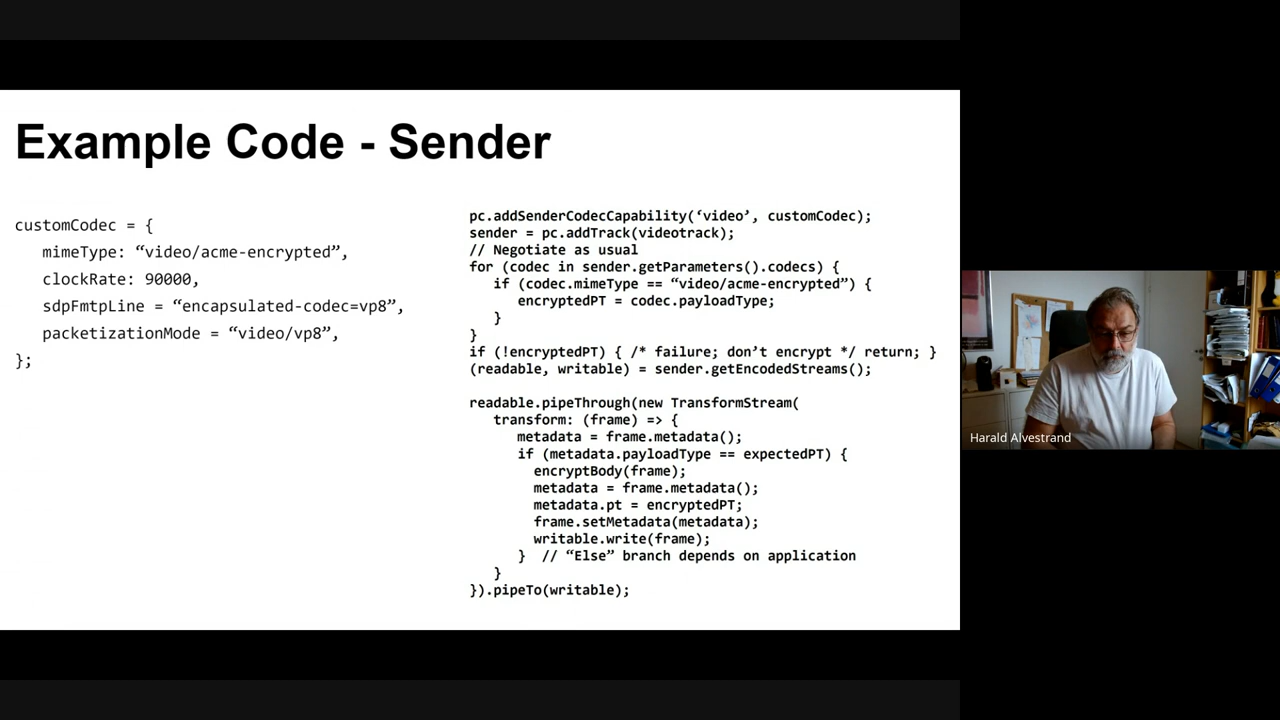 Example Code - Sender
customCodec = {
mimeType: “video/acme-encrypted”,
clockRate: 90000,
sdpFmtpLine = “encapsulated-codec=vp8”,
packetizationMode = “video/vp8”,
};
pc.addSenderCodecCapability(‘video’, customCodec);
sender = pc.addTrack(videotrack);
// Negotiate as usual
for (codec in sender.getParameters().codecs) {
if (codec.mimeType == “video/acme-encrypted”) {
encryptedPT = codec.payloadType;
}
}
if (!encryptedPT) { /* failure; don’t encrypt */ return; }
(readable, writable) = sender.getEncodedStreams();
readable.pipeThrough(new TransformStream(
transform: (frame) => {
metadata = frame.metadata();
if (metadata.payloadType == expectedPT) {
encryptBody(frame);
metadata = frame.metadata();
metadata.pt = encryptedPT;
frame.setMetadata(metadata);
writable.write(frame);
} // “Else” branch depends on application
}
}).pipeTo(writable);
Harald Alvestrand